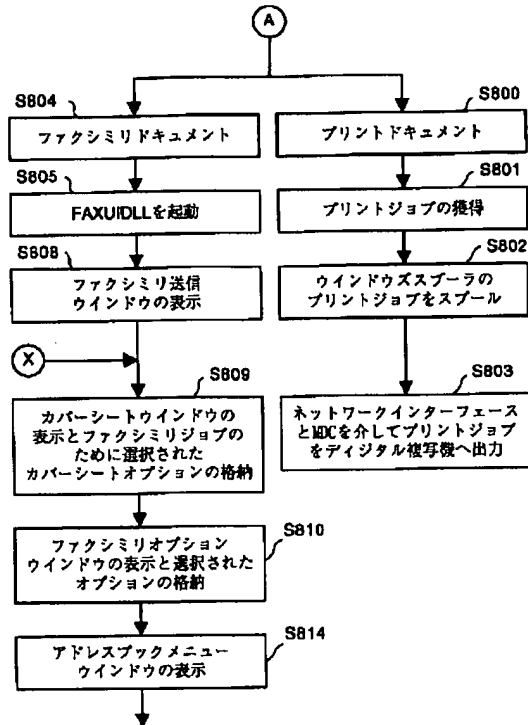 A
S804
ファクシミリドキュメント
S805
FAXUIDLLを起動
S808
ファクシミリ送信
ウインドウの表示
X
S809
カバーシートウインドウの
表示とファクシミリジョブの
ために選択された
カバーシートオプションの格納
S810
ファクシミリオプション
ウインドウの表示と選択された
オプションの格納
S814
アドレスブックメニュー
ウインドウの表示
S800
プリントドキュメント
S801
プリントジョブの獲得
S802
ウインドウズスプーラの
プリントジョブをスプール
S803
ネットワークインターフェース
とMDCを介してプリントジョブ
をディジタル複写機へ出力